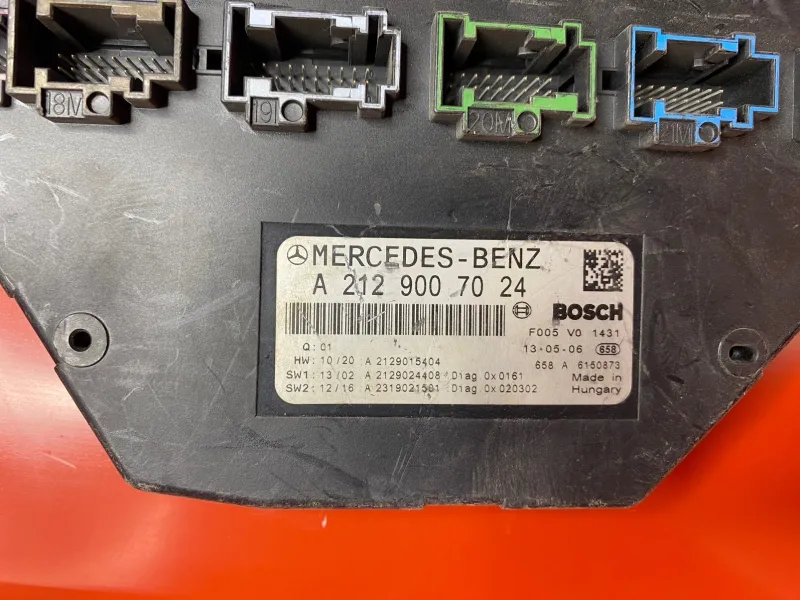 18M
19
20M
21M
MERCEDES-BENZ
A 212 900 70 24
BOSCH
F005 V0 1431
Q: 01
13-05-06 658
HW: 10/20 A 2129015404
658 A 6150873
SW1: 13/02 A 2129024408 Diag 0x0161
Made in
SW2: 12/16 A 2319021501 Diag 0x020302
Hungary